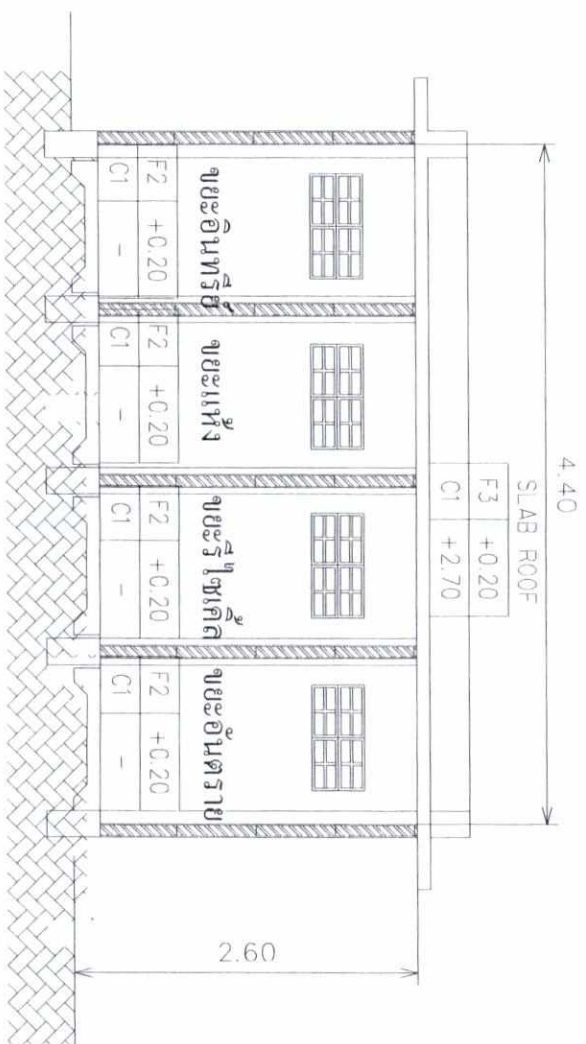 4.40
SLAB ROOF
F3 +0.20
C1 +2.70
ขยะอินทรีย์
F2 +0.20
C1 -
ขยะแห้ง
F2 +0.20
C1 -
ขยะรีไซเคิล
F2 +0.20
C1 -
ขยะอันตราย
F2 +0.20
C1 -
2.60